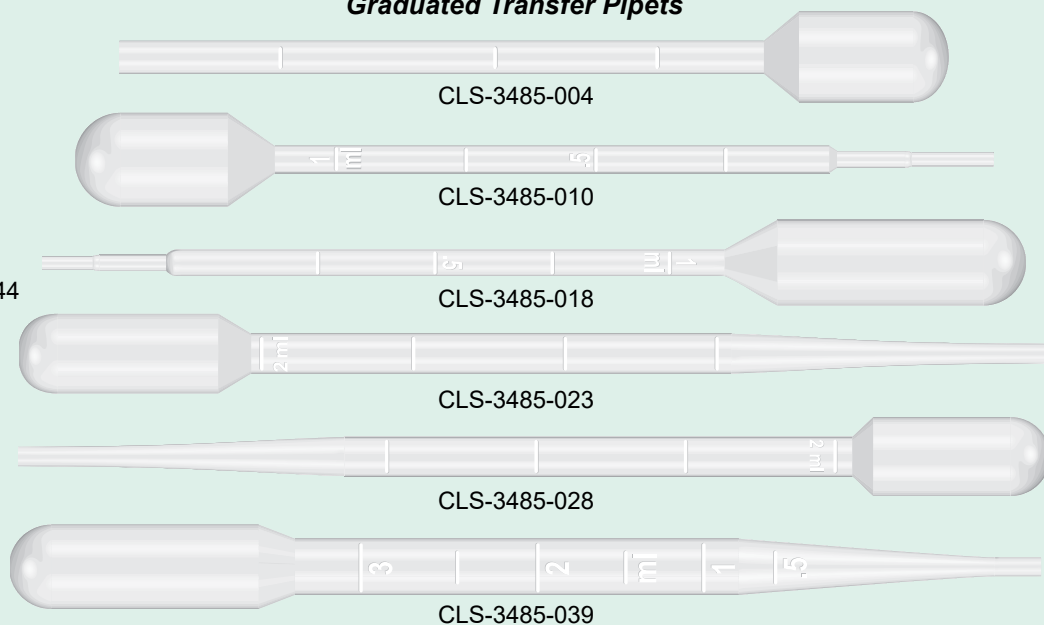 Graduated Transfer Pipets
CLS-3485-004
1 ml .5
CLS-3485-010
.5 ml 1
44
CLS-3485-018
2 ml
CLS-3485-023
2 ml
CLS-3485-028
3 2 ml 1 .5
CLS-3485-039